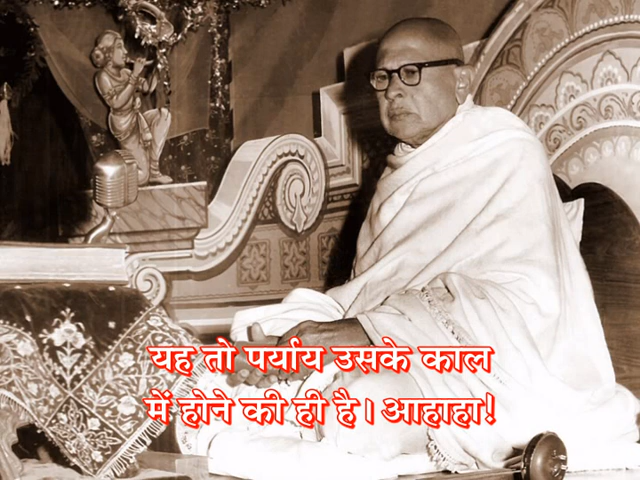 यह तो पर्याय उसके काल
में होने की ही है। आहाहा!